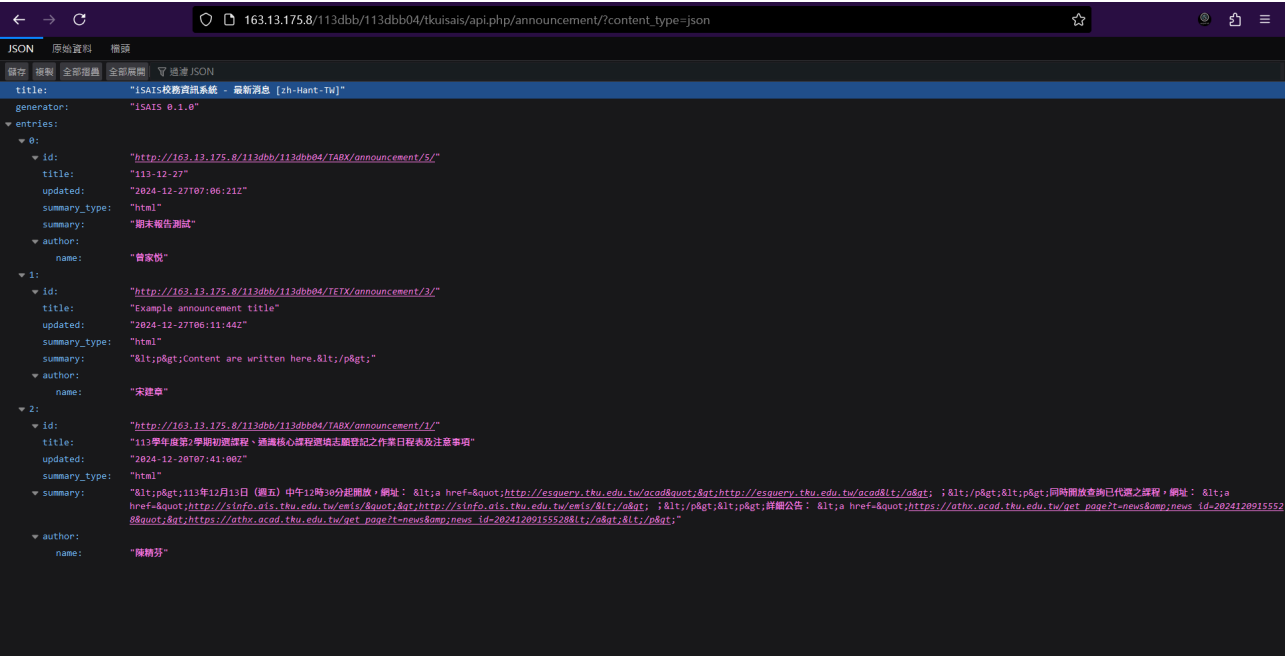 163.13.175.8/113dbb/113dbb04/tkuisais/api.php/announcement/?content_type=json
JSON 原始資料 檔頭
儲存 複製 全部摺疊 全部展開 過濾 JSON
title: "iSAIS校務資訊系統 - 最新消息 [zh-Hant-TW]"
generator: "iSAIS 0.1.0"
entries:
0:
id: "http://163.13.175.8/113dbb/113dbb04/TABX/announcement/5/"
title: "113-12-27"
updated: "2024-12-27T07:06:21Z"
summary_type: "html"
summary: "期末報告測試"
author:
name: "曾家悦"
1:
id: "http://163.13.175.8/113dbb/113dbb04/TETX/announcement/3/"
title: "Example announcement title"
updated: "2024-12-27T06:11:44Z"
summary_type: "html"
summary: "&lt;p&gt;Content are written here.&lt;/p&gt;"
author:
name: "宋建章"
2:
id: "http://163.13.175.8/113dbb/113dbb04/TABX/announcement/1/"
title: "113學年度第2學期初選課程、通識核心課程選填志願登記之作業日程表及注意事項"
updated: "2024-12-20T07:41:00Z"
summary_type: "html"
summary: "&lt;p&gt;113年12月13日（週五）中午12時30分起開放，網址： &lt;a href=&quot;http://esquery.tku.edu.tw/acad&quot;&gt;http://esquery.tku.edu.tw/acad&lt;/a&gt; ；&lt;/p&gt;&lt;p&gt;同時開放查詢已代選之課程，網址： &lt;a
href=&quot;http://sinfo.ais.tku.edu.tw/emis/&quot;&gt;http://sinfo.ais.tku.edu.tw/emis/&lt;/a&gt; ；&lt;/p&gt;&lt;p&gt;詳細公告： &lt;a href=&quot;https://athx.acad.tku.edu.tw/get_page?t=news&amp;news_id=2024120915552
8&quot;&gt;https://athx.acad.tku.edu.tw/get_page?t=news&amp;news_id=20241209155528&lt;/a&gt;&lt;/p&gt;"
author:
name: "陳精芬"